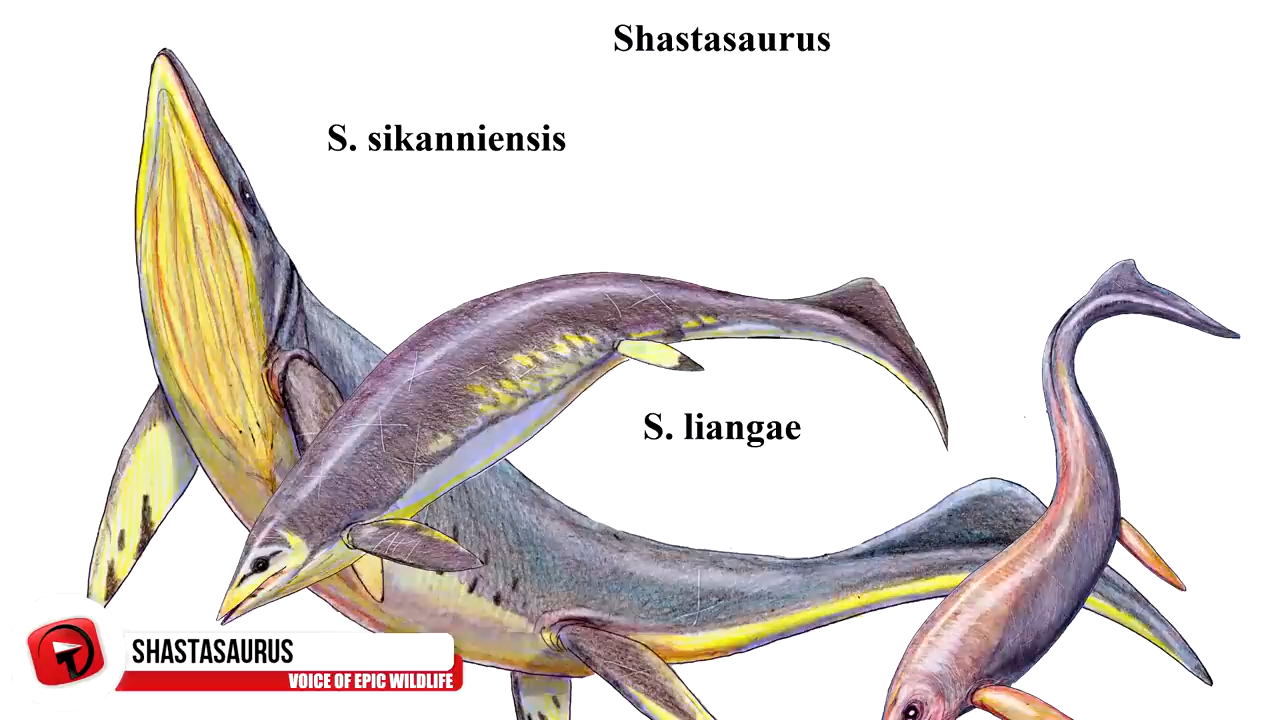 Shastasaurus
S. sikanniensis
S. liangae
SHASTASAURUS
VOICE OF EPIC WILDLIFE